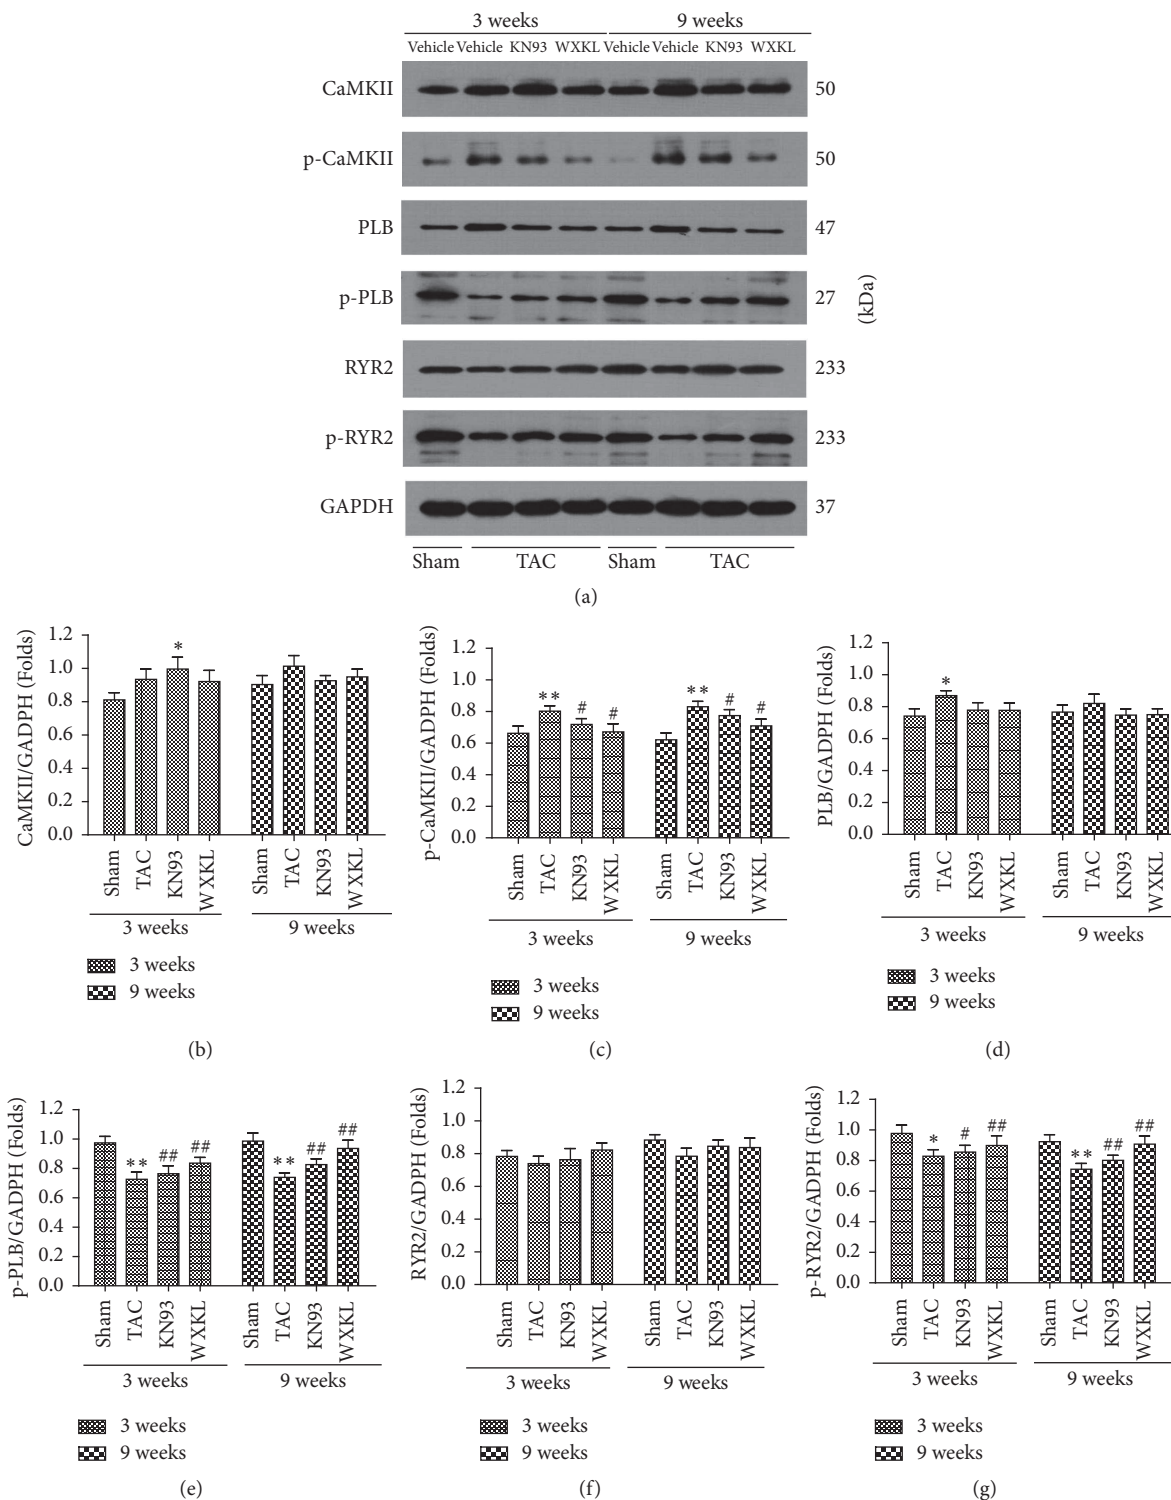 3 weeks 9 weeks
Vehicle Vehicle KN93 WXKL Vehicle Vehicle KN93 WXKL
CaMKII 50
p-CaMKII 50
PLB 47
p-PLB 27
(kDa)
RYR2 233
p-RYR2 233
GAPDH 37
Sham TAC Sham TAC
(a)
CaMKII/GADPH (Folds)
1.2
1.0
0.8
0.6
0.4
0.2
0.0
*
Sham TAC KN93 WXKL Sham TAC KN93 WXKL
3 weeks 9 weeks
3 weeks
9 weeks
(b)
p-CaMKII/GADPH (Folds)
1.2
1.0
0.8
0.6
0.4
0.2
0.0
** # # ** # #
Sham TAC KN93 WXKL Sham TAC KN93 WXKL
3 weeks 9 weeks
3 weeks
9 weeks
(c)
PLB/GADPH (Folds)
1.2
1.0
0.8
0.6
0.4
0.2
0.0
*
Sham TAC KN93 WXKL Sham TAC KN93 WXKL
3 weeks 9 weeks
3 weeks
9 weeks
(d)
p-PLB/GADPH (Folds)
1.2
1.0
0.8
0.6
0.4
0.2
0.0
** ## ## ** ## ##
Sham TAC KN93 WXKL Sham TAC KN93 WXKL
3 weeks 9 weeks
3 weeks
9 weeks
(e)
RYR2/GADPH (Folds)
1.2
1.0
0.8
0.6
0.4
0.2
0.0
Sham TAC KN93 WXKL Sham TAC KN93 WXKL
3 weeks 9 weeks
3 weeks
9 weeks
(f)
p-RYR2/GADPH (Folds)
1.2
1.0
0.8
0.6
0.4
0.2
0.0
* # ## ** ## ##
Sham TAC KN93 WXKL Sham TAC KN93 WXKL
3 weeks 9 weeks
3 weeks
9 weeks
(g)